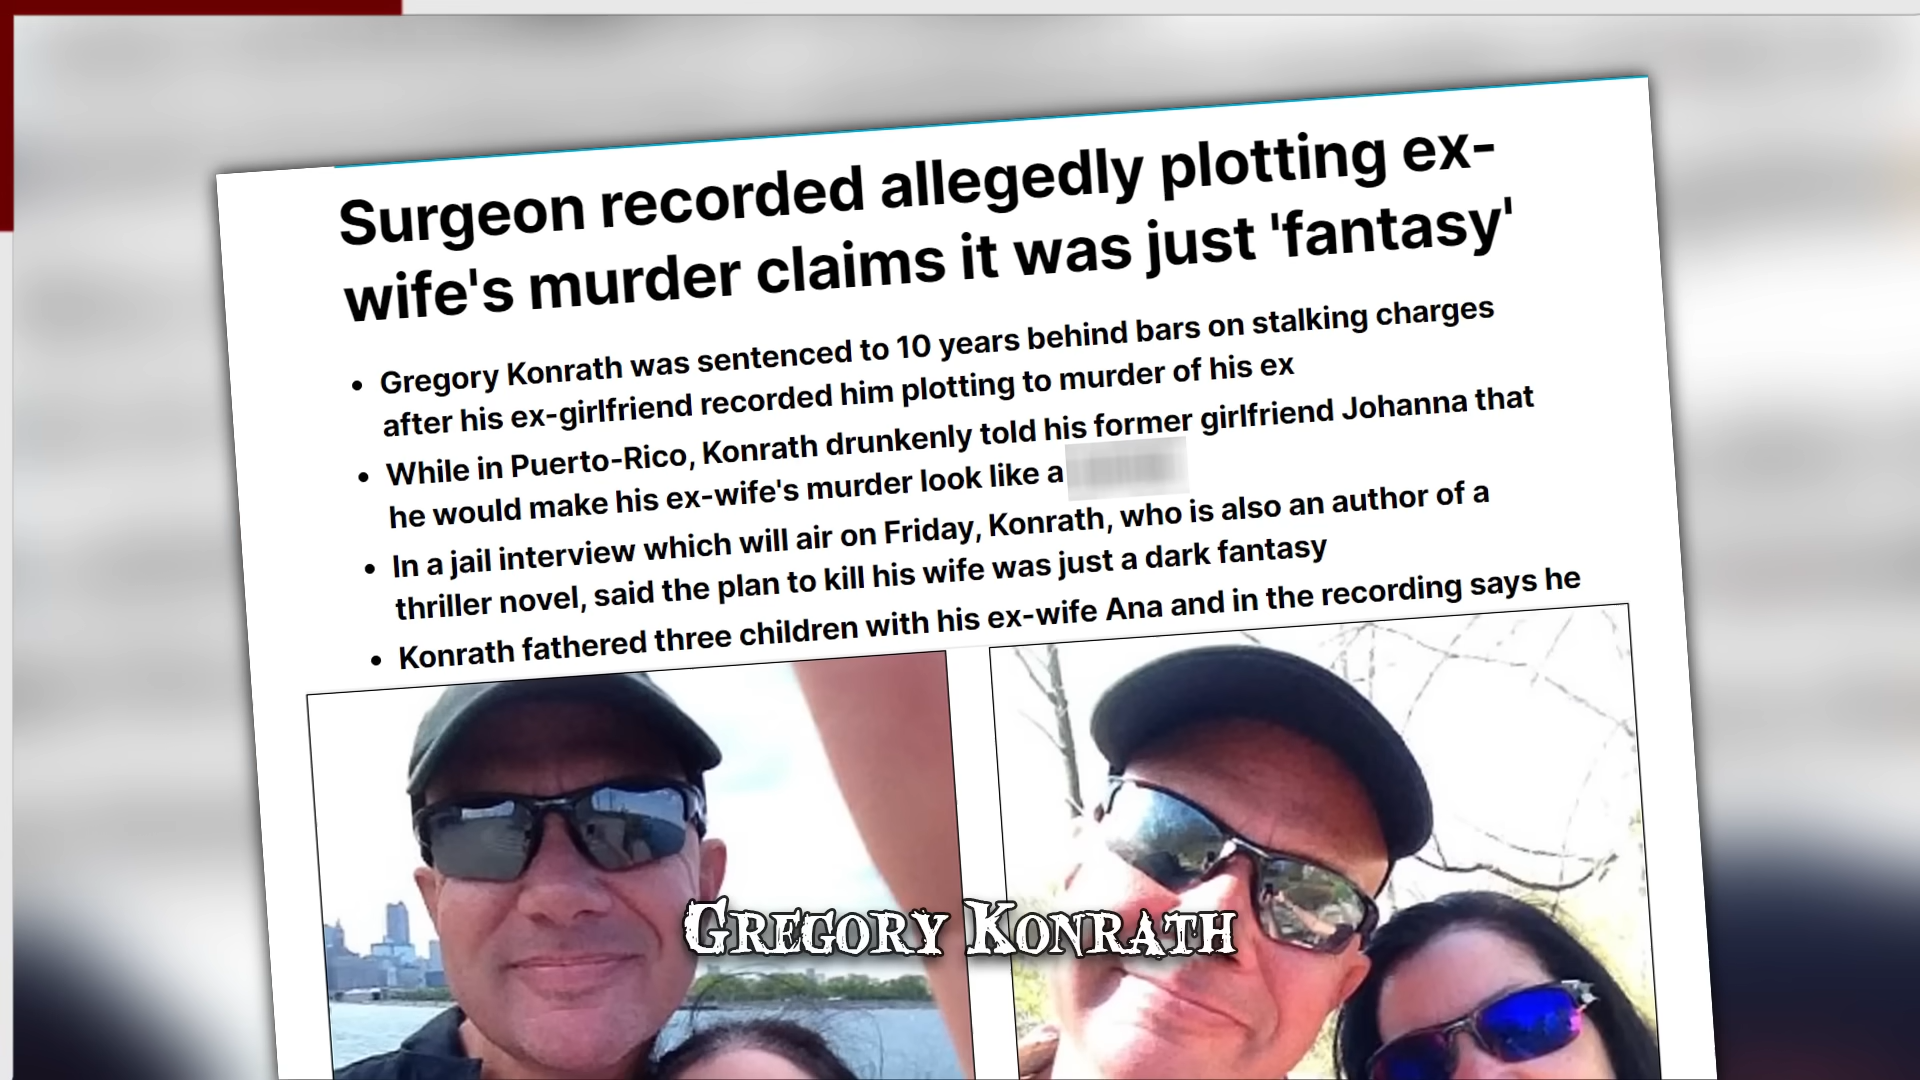 Surgeon recorded allegedly plotting ex-
wife's murder claims it was just 'fantasy'
• Gregory Konrath was sentenced to 10 years behind bars on stalking charges
after his ex-girlfriend recorded him plotting to murder of his ex
• While in Puerto-Rico, Konrath drunkenly told his former girlfriend Johanna that
he would make his ex-wife's murder look like a
• In a jail interview which will air on Friday, Konrath, who is also an author of a
thriller novel, said the plan to kill his wife was just a dark fantasy
• Konrath fathered three children with his ex-wife Ana and in the recording says he
Gregory Konrath